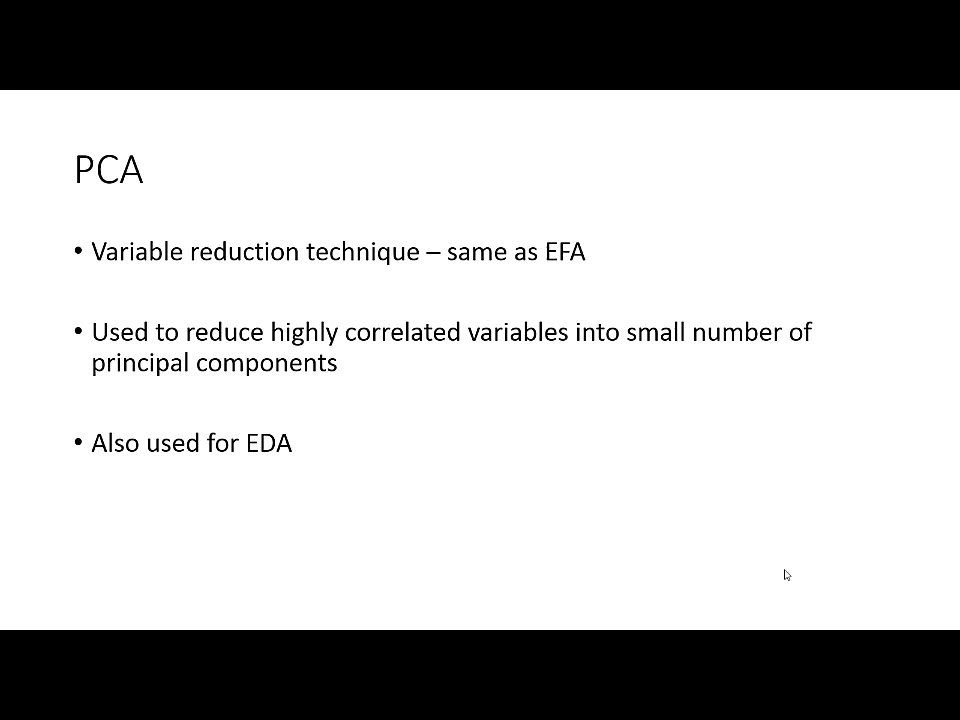 PCA
• Variable reduction technique – same as EFA
• Used to reduce highly correlated variables into small number of
principal components
• Also used for EDA